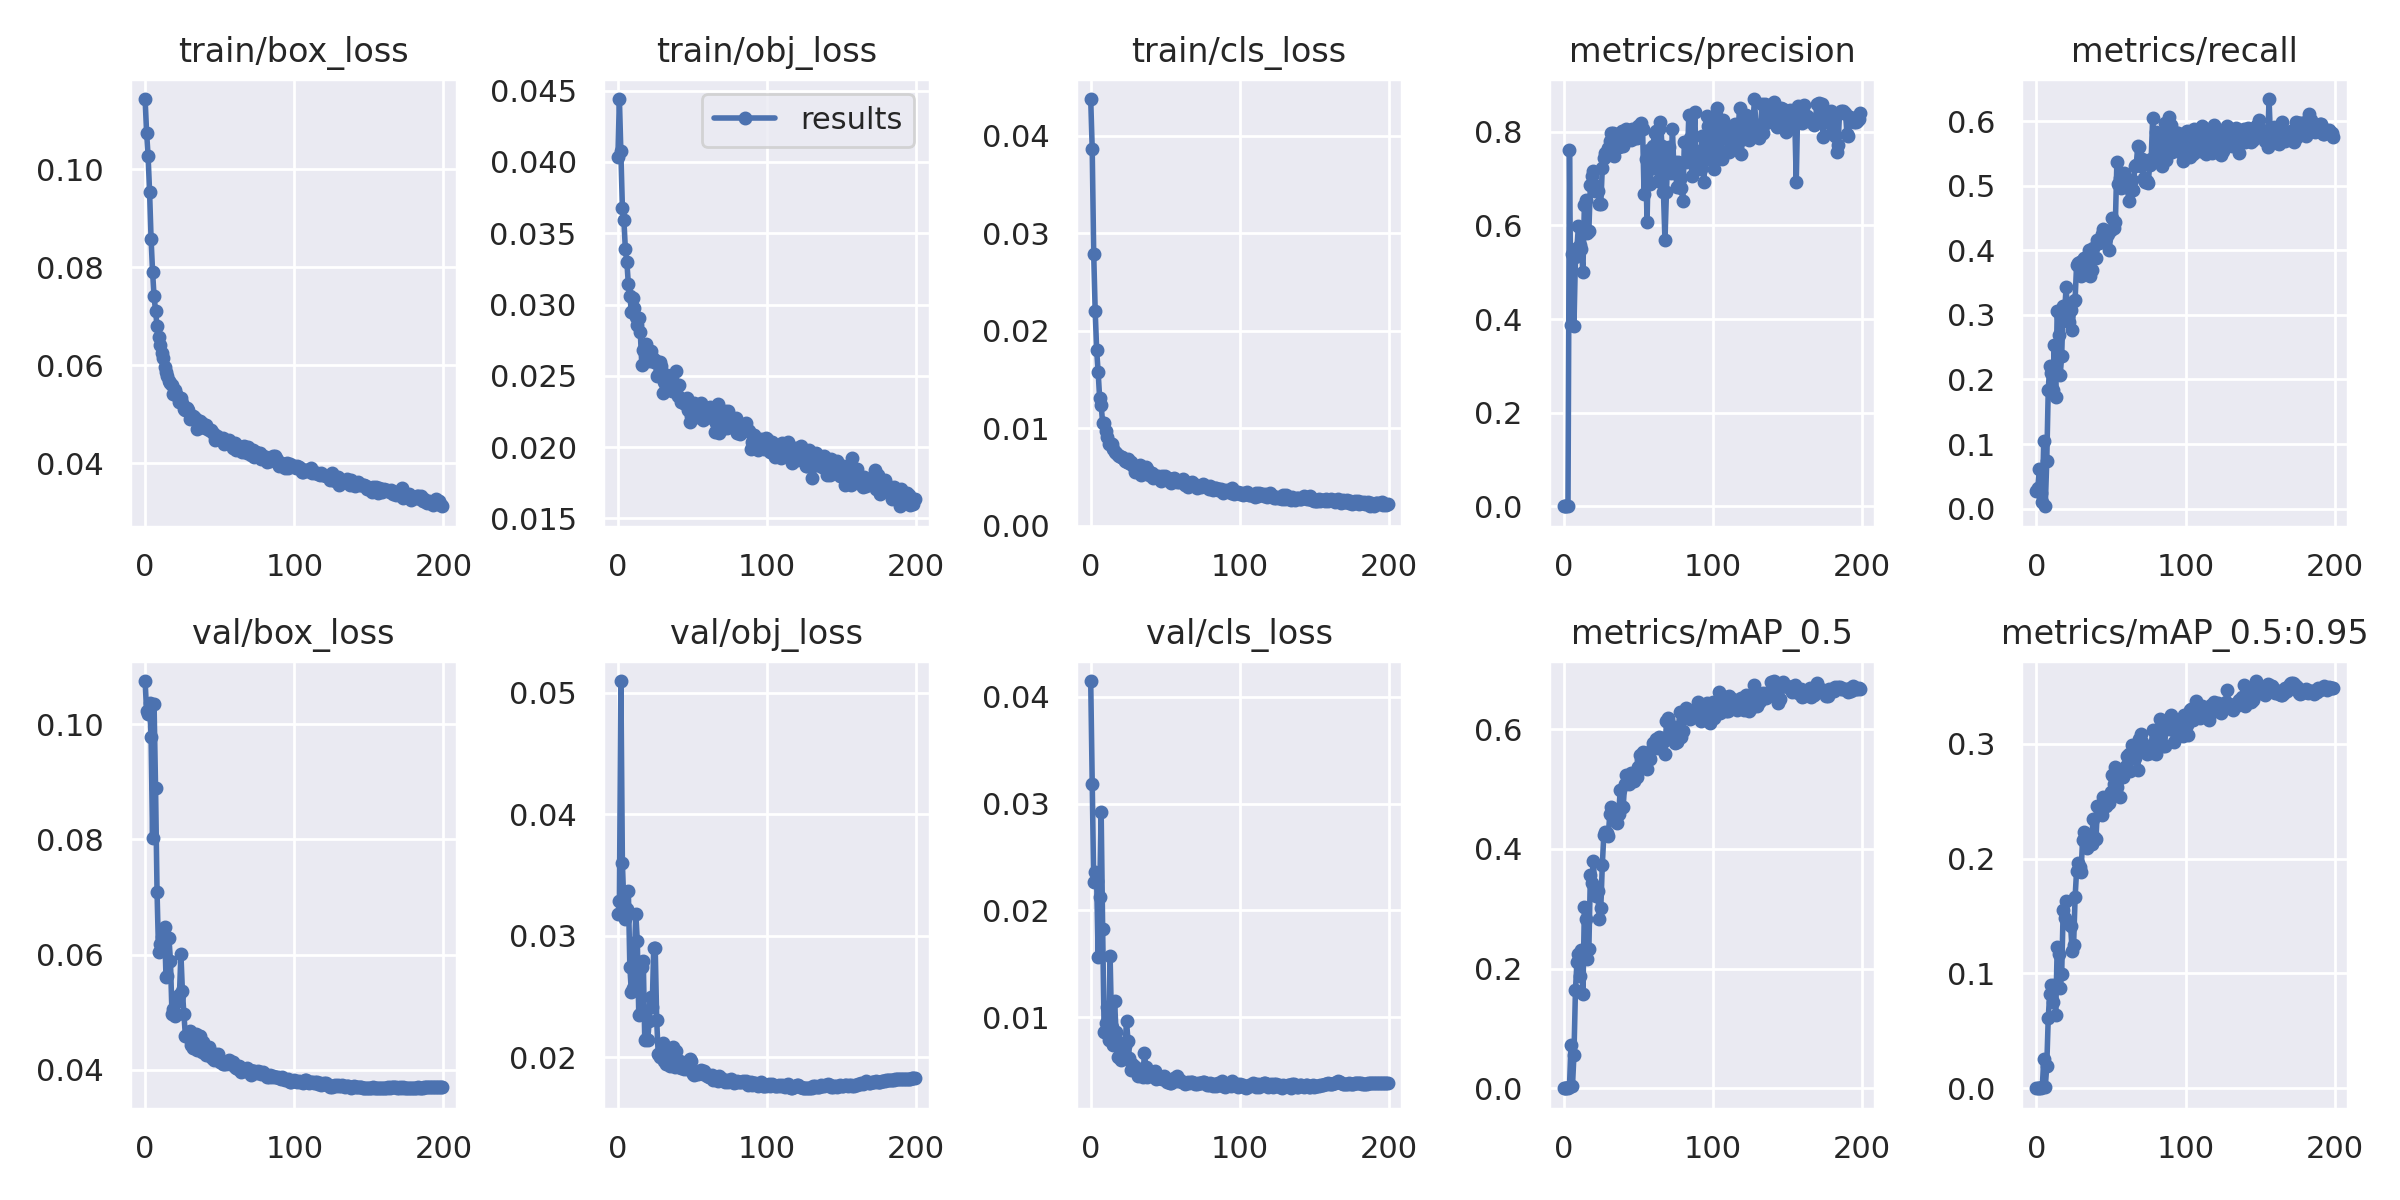 train/box_loss
0.10
0.08
0.06
0.04
0 100 200
train/obj_loss
results
0.045
0.040
0.035
0.030
0.025
0.020
0.015
0 100 200
train/cls_loss
0.04
0.03
0.02
0.01
0.00
0 100 200
metrics/precision
0.8
0.6
0.4
0.2
0.0
0 100 200
metrics/recall
0.6
0.5
0.4
0.3
0.2
0.1
0.0
0 100 200
val/box_loss
0.10
0.08
0.06
0.04
0 100 200
val/obj_loss
0.05
0.04
0.03
0.02
0 100 200
val/cls_loss
0.04
0.03
0.02
0.01
0 100 200
metrics/mAP_0.5
0.6
0.4
0.2
0.0
0 100 200
metrics/mAP_0.5:0.95
0.3
0.2
0.1
0.0
0 100 200